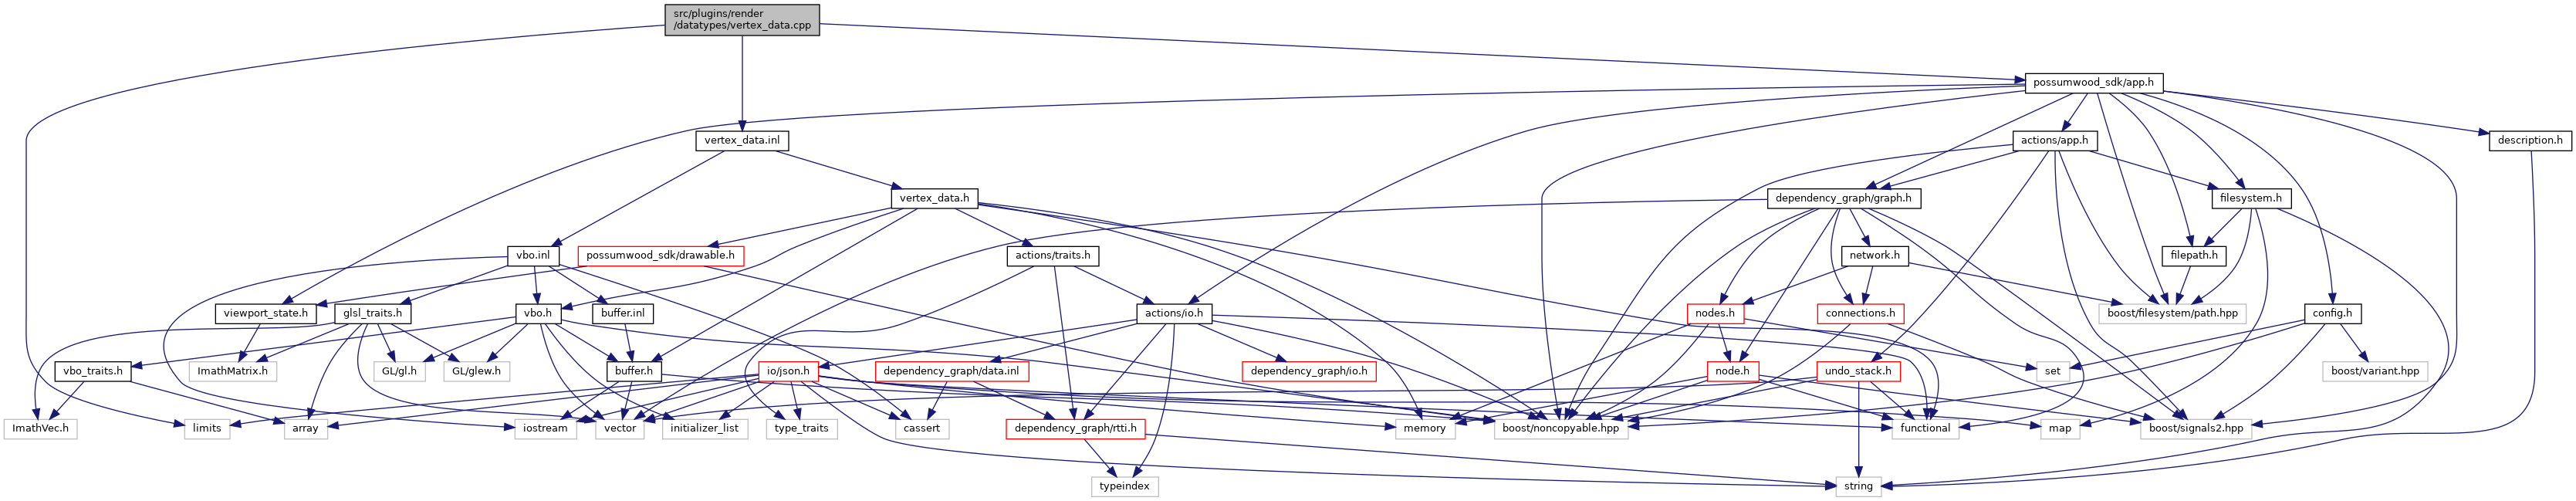 src/plugins/render
/datatypes/vertex_data.cpp
possumwood_sdk/app.h
vertex_data.inl
actions/app.h
description.h
vertex_data.h
dependency_graph/graph.h
filesystem.h
vbo.inl
possumwood_sdk/drawable.h
actions/traits.h
network.h
filepath.h
viewport_state.h
glsl_traits.h
vbo.h
buffer.inl
actions/io.h
nodes.h
connections.h
boost/filesystem/path.hpp
config.h
vbo_traits.h
ImathMatrix.h
GL/gl.h
GL/glew.h
buffer.h
io/json.h
dependency_graph/data.inl
dependency_graph/io.h
node.h
undo_stack.h
set
boost/variant.hpp
ImathVec.h
limits
array
iostream
vector
initializer_list
type_traits
cassert
dependency_graph/rtti.h
memory
boost/noncopyable.hpp
functional
map
boost/signals2.hpp
typeindex
string